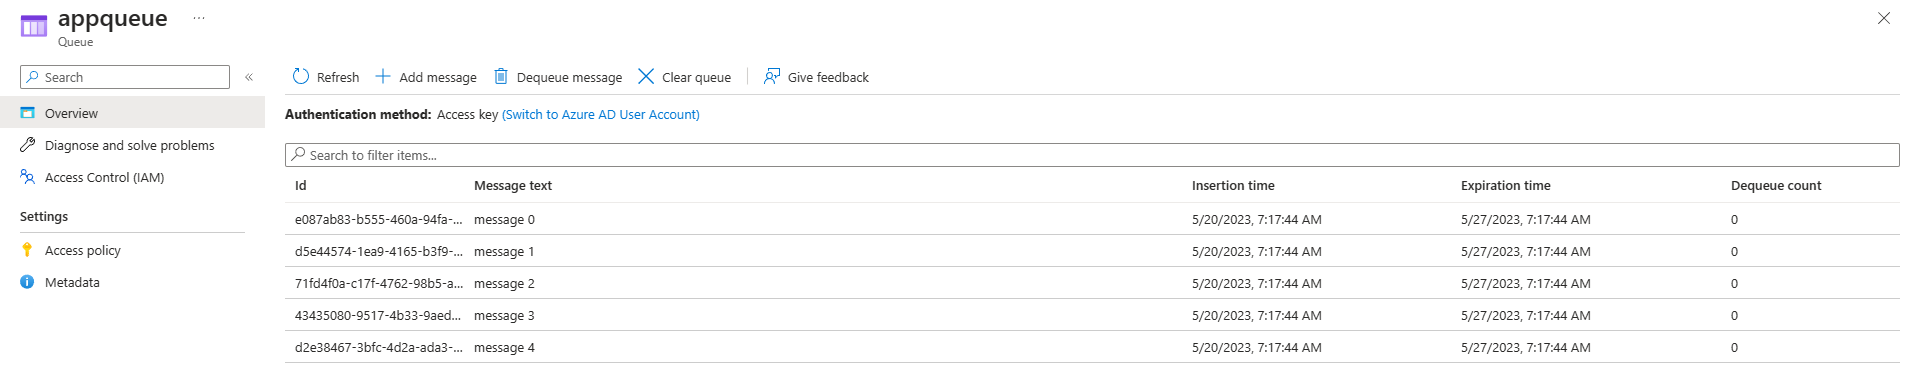 appqueue ...
Queue
Search «
Overview
Diagnose and solve problems
Access Control (IAM)
Settings
Access policy
Metadata
Refresh Add message Dequeue message Clear queue Give feedback
Authentication method: Access key (Switch to Azure AD User Account)
Search to filter items...
Id Message text Insertion time Expiration time Dequeue count
e087ab83-b555-460a-94fa-... message 0 5/20/2023, 7:17:44 AM 5/27/2023, 7:17:44 AM 0
d5e44574-1ea9-4165-b3f9-... message 1 5/20/2023, 7:17:44 AM 5/27/2023, 7:17:44 AM 0
71fd4f0a-c17f-4762-98b5-a... message 2 5/20/2023, 7:17:44 AM 5/27/2023, 7:17:44 AM 0
43435080-9517-4b33-9aed... message 3 5/20/2023, 7:17:44 AM 5/27/2023, 7:17:44 AM 0
d2e38467-3bfc-4d2a-ada3-... message 4 5/20/2023, 7:17:44 AM 5/27/2023, 7:17:44 AM 0